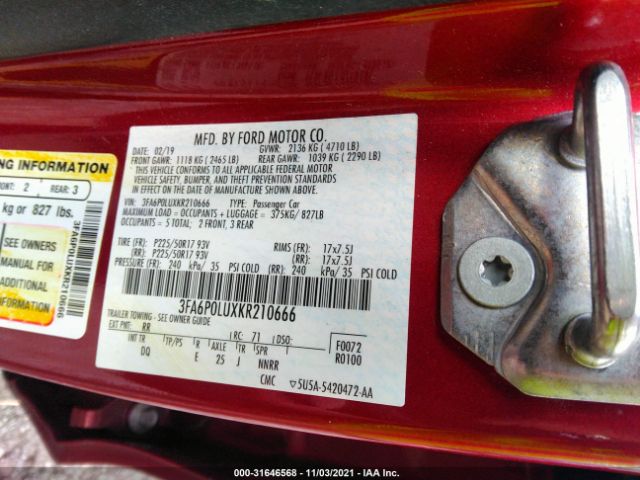 MFD. BY FORD MOTOR CO.
DATE: 02/19 GVWR: 2136 KG ( 4710 LB)
FRONT GAWR: 1118 KG ( 2465 LB) REAR GAWR: 1039 KG ( 2290 LB)
THIS VEHICLE CONFORMS TO ALL APPLICABLE FEDERAL MOTOR
VEHICLE SAFETY, BUMPER, AND THEFT PREVENTION STANDARDS IN
EFFECT ON THE DATE OF MANUFACTURE SHOWN ABOVE.
VIN: 3FA6P0LUXKR210666 TYPE: Passenger Car
MAXIMUM LOAD = OCCUPANTS + LUGGAGE = 375KG/ 827LB
OCCUPANTS = 5 TOTAL; 2 FRONT, 3 REAR
TIRE (FR): P225/50R17 93V RIMS (FR): 17x7.5J
(RR): P225/50R17 93V (RR): 17x7.5J
PRESSURE (FR): 240 kPa/ 35 PSI COLD (RR): 240 kPa/ 35 PSI COLD
3FA6P0LUXKR210666
TRAILER TOWING - SEE OWNER GUIDE
EXT PNT: RR RC: 71 DSO: F0072
INT TR TP/PS R AXLE TR SPR R0100
DQ E 25 J NNRR
CMC 5U5A-S420472-AA
NG INFORMATION
RONT: 2 REAR: 3
kg or 827 lbs.
SEE OWNERS
MANUAL FOR
ADDITIONAL
INFORMATION
3FA6P0LUXKR210666
000-31646568 - 11/03/2021 - IAA Inc.